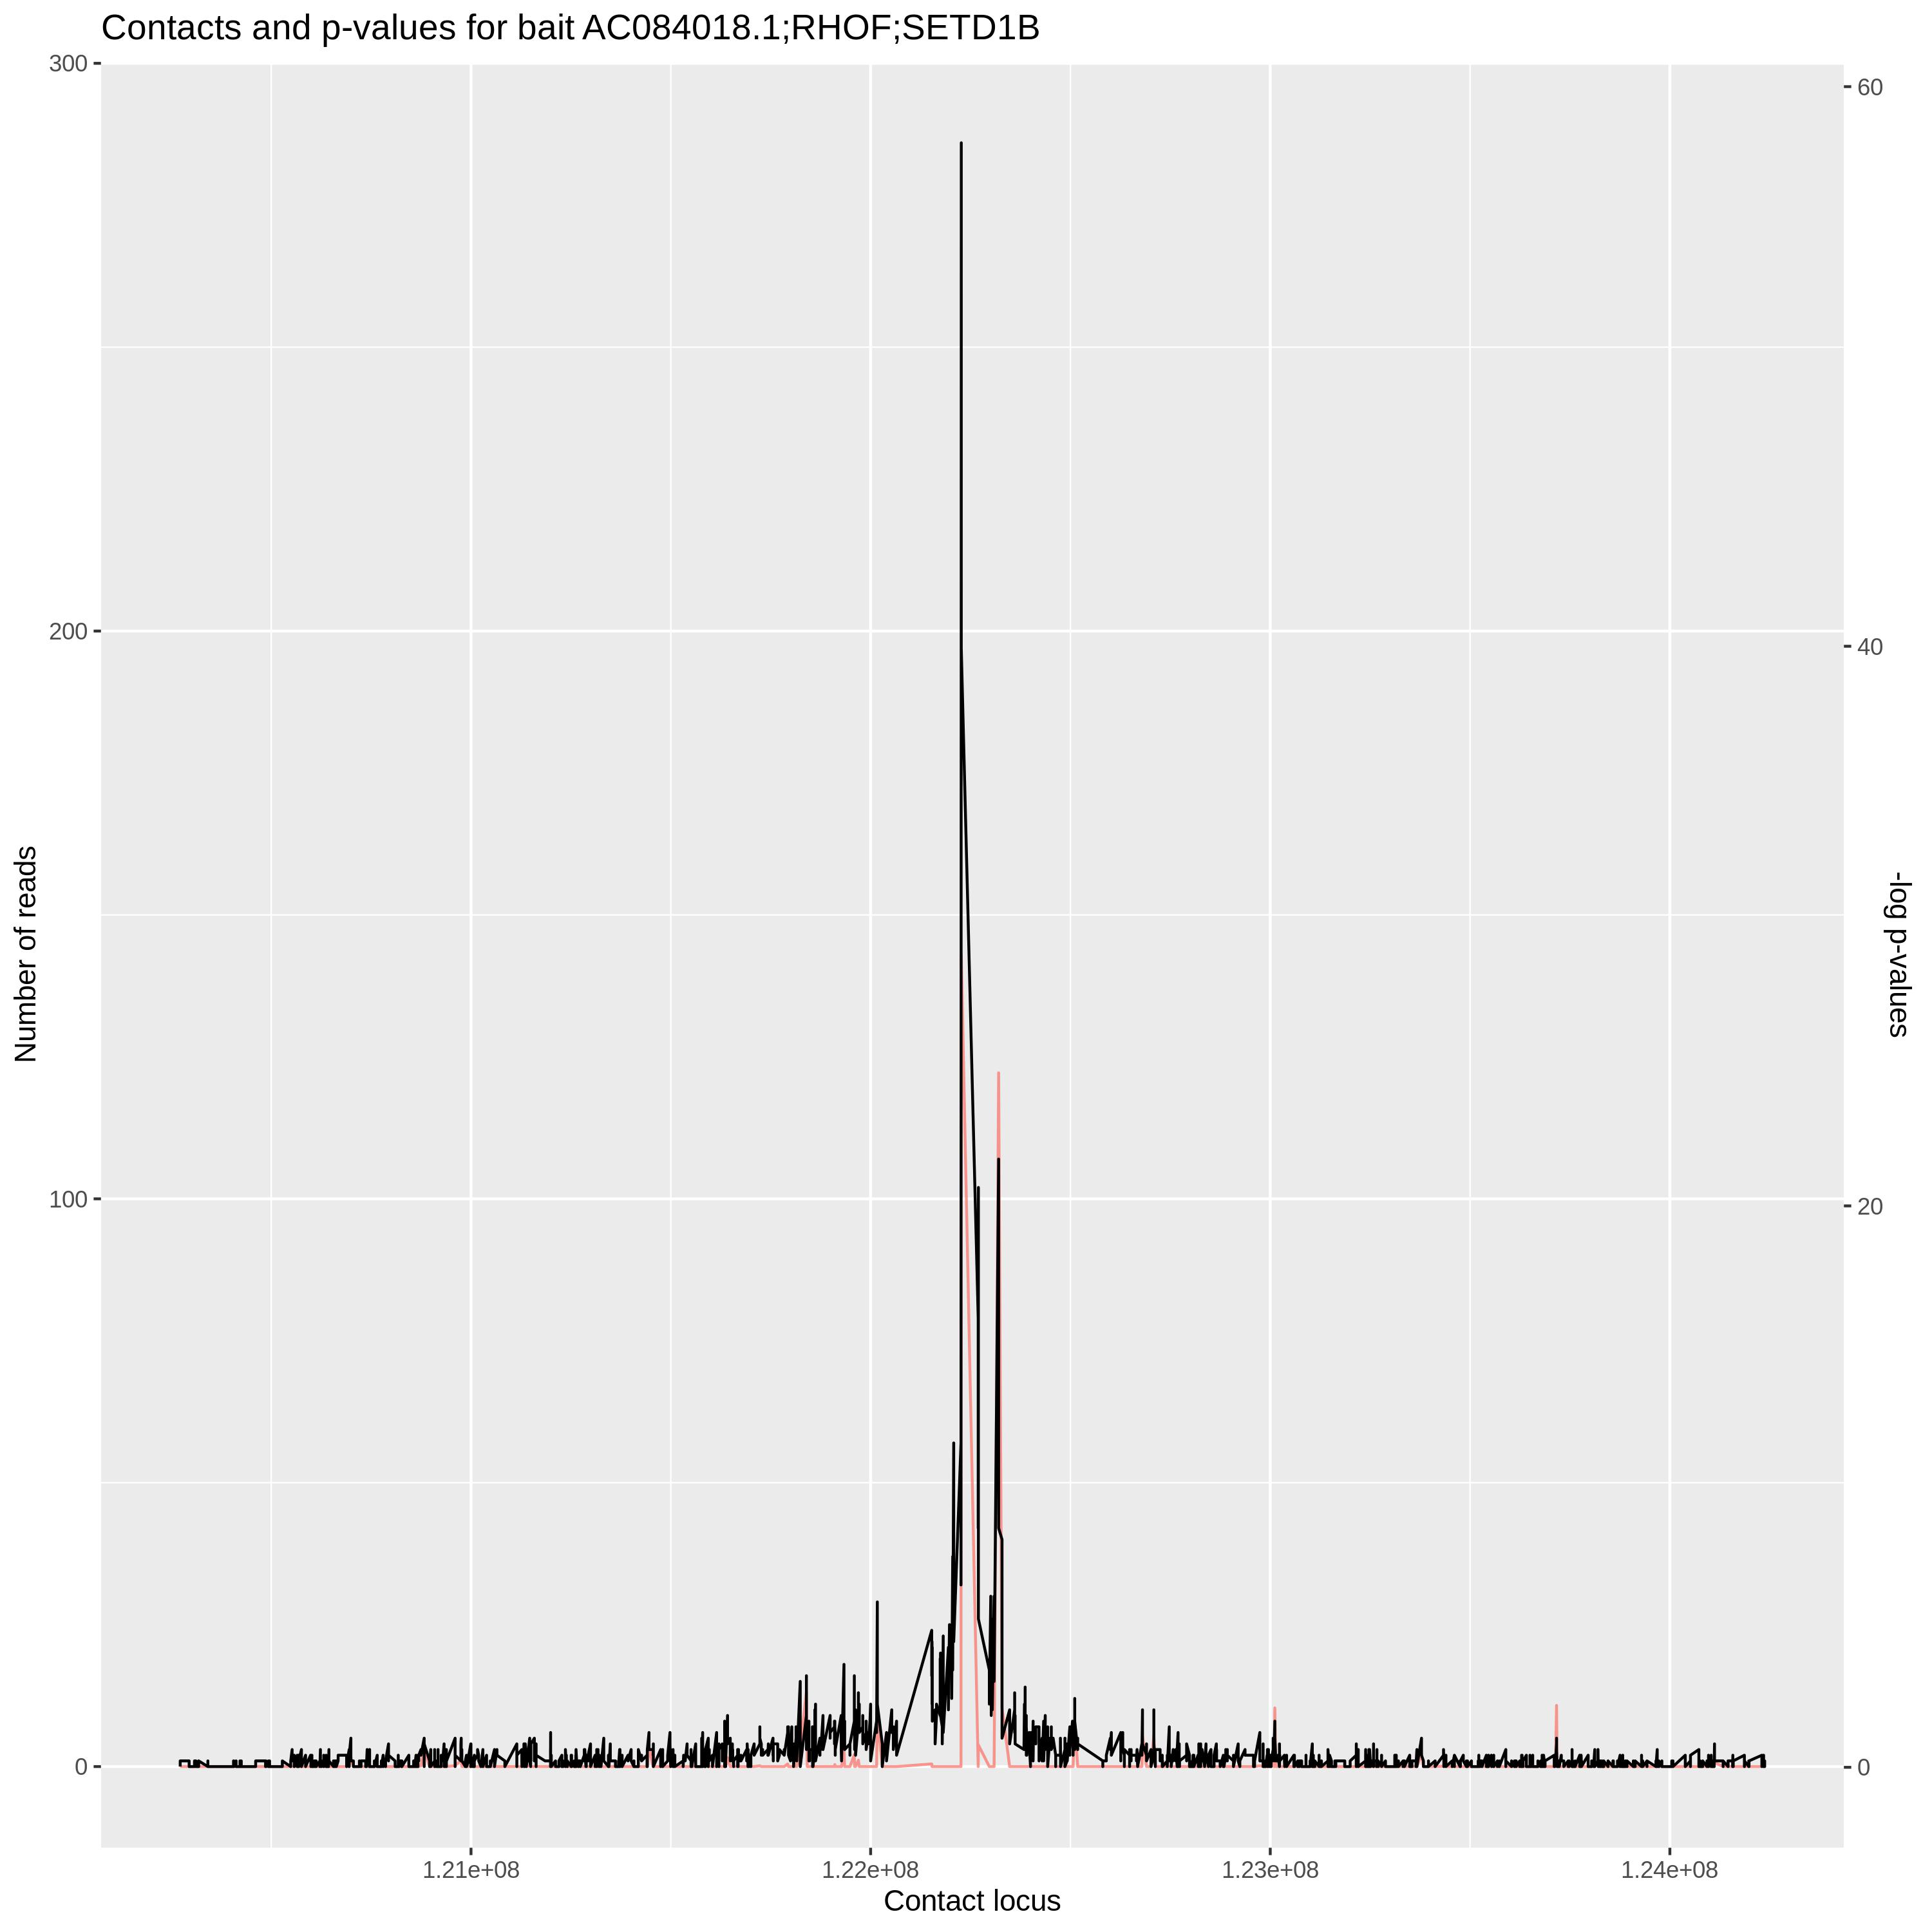 Contacts and p-values for bait AC084018.1;RHOF;SETD1B
300
200
100
0
Number of reads
60
40
20
0
-log p-values
1.21e+08
1.22e+08
1.23e+08
1.24e+08
Contact locus